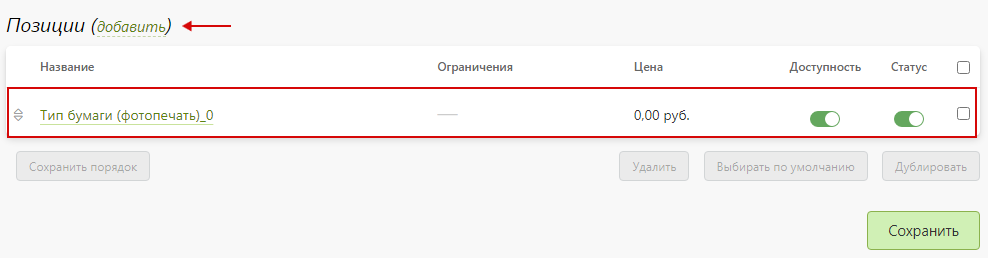 Позиции (добавить)
Название Ограничения Цена Доступность Статус
Тип бумаги (фотопечать)_0 0,00 руб.
Сохранить порядок Удалить Выбирать по умолчанию Дублировать
Сохранить